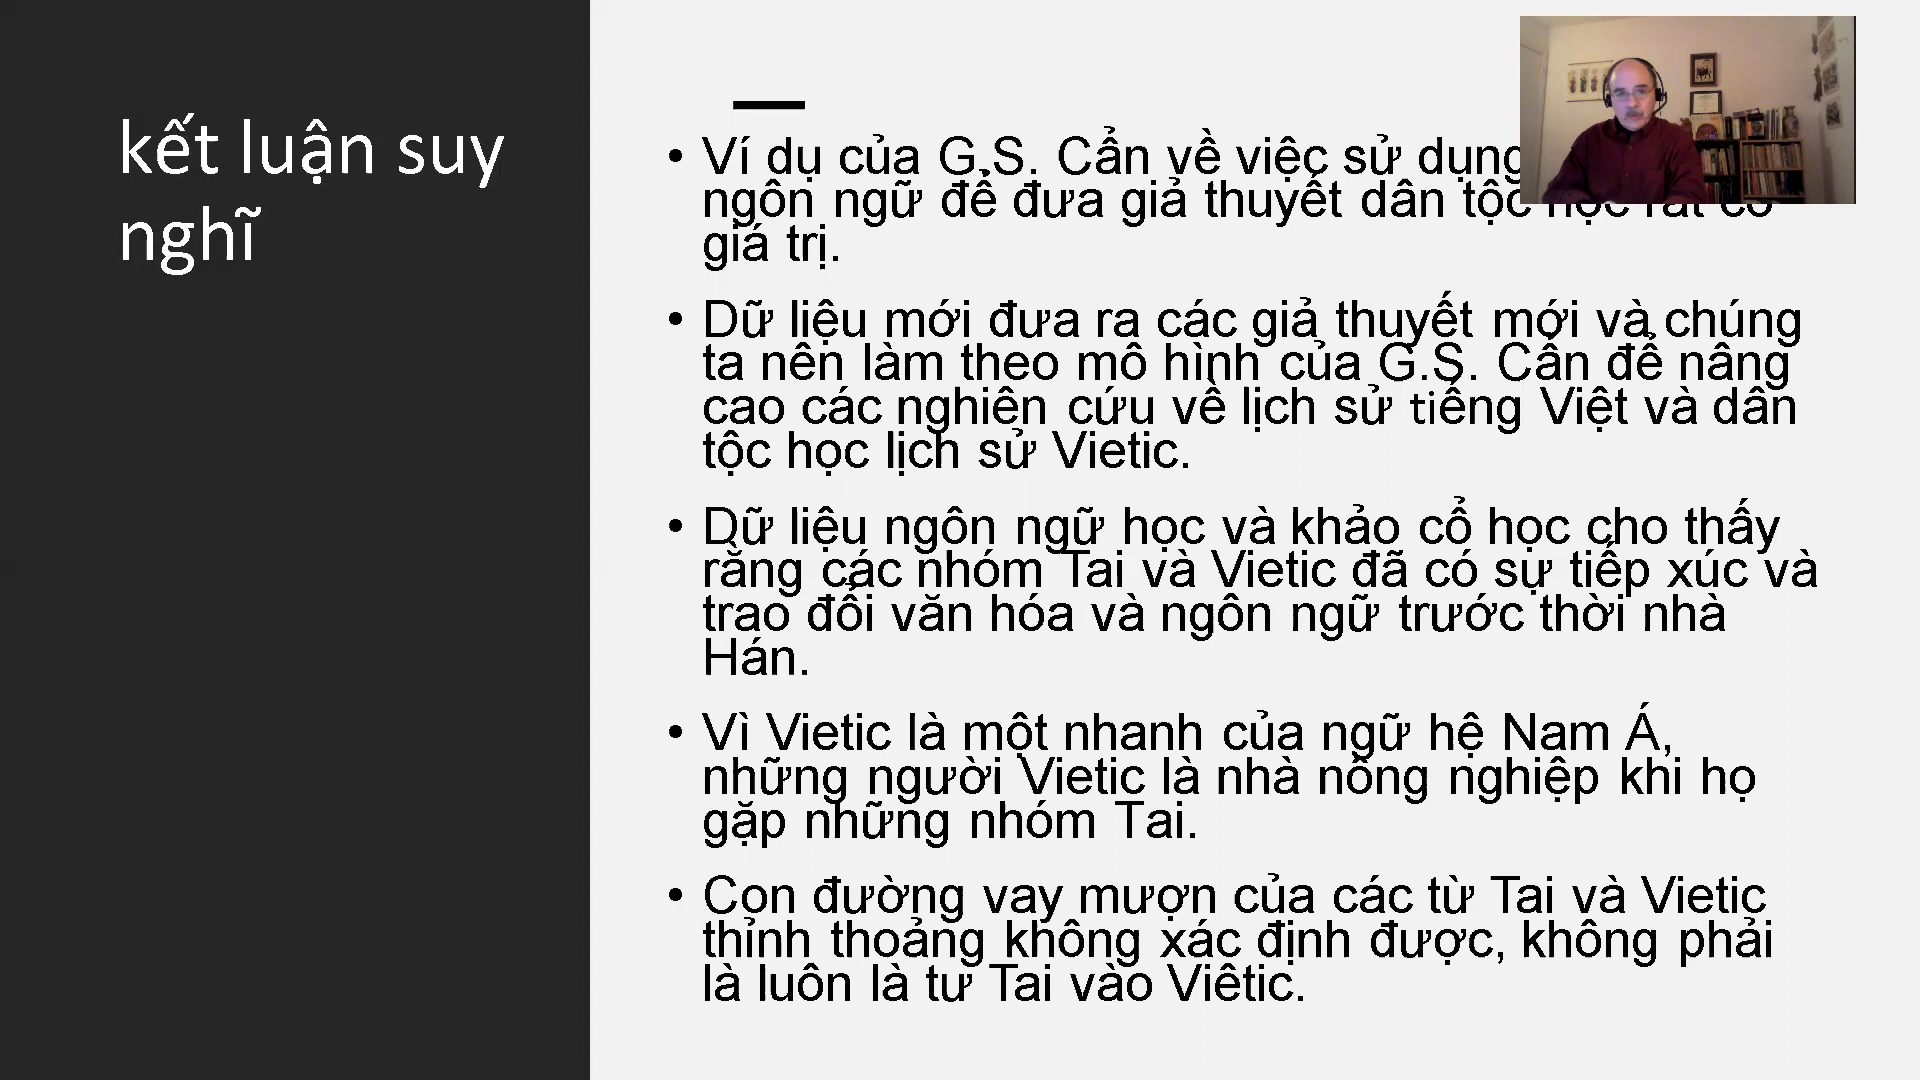 kết luận suy
nghĩ
• Ví dụ của G.S. Cẩn về việc sử dụng
ngôn ngữ để đưa giả thuyết dân tộc học rất có
giá trị.
• Dữ liệu mới đưa ra các giả thuyết mới và chúng
ta nên làm theo mô hình của G.S. Cẩn để nâng
cao các nghiên cứu về lịch sử tiếng Việt và dân
tộc học lịch sử Vietic.
• Dữ liệu ngôn ngữ học và khảo cổ học cho thấy
rằng các nhóm Tai và Vietic đã có sự tiếp xúc và
trao đổi văn hóa và ngôn ngữ trước thời nhà
Hán.
• Vì Vietic là một nhanh của ngữ hệ Nam Á,
những người Vietic là nhà nông nghiệp khi họ
gặp những nhóm Tai.
• Con đường vay mượn của các từ Tai và Vietic
thỉnh thoảng không xác định được, không phải
là luôn là tư Tai vào Viêtic.